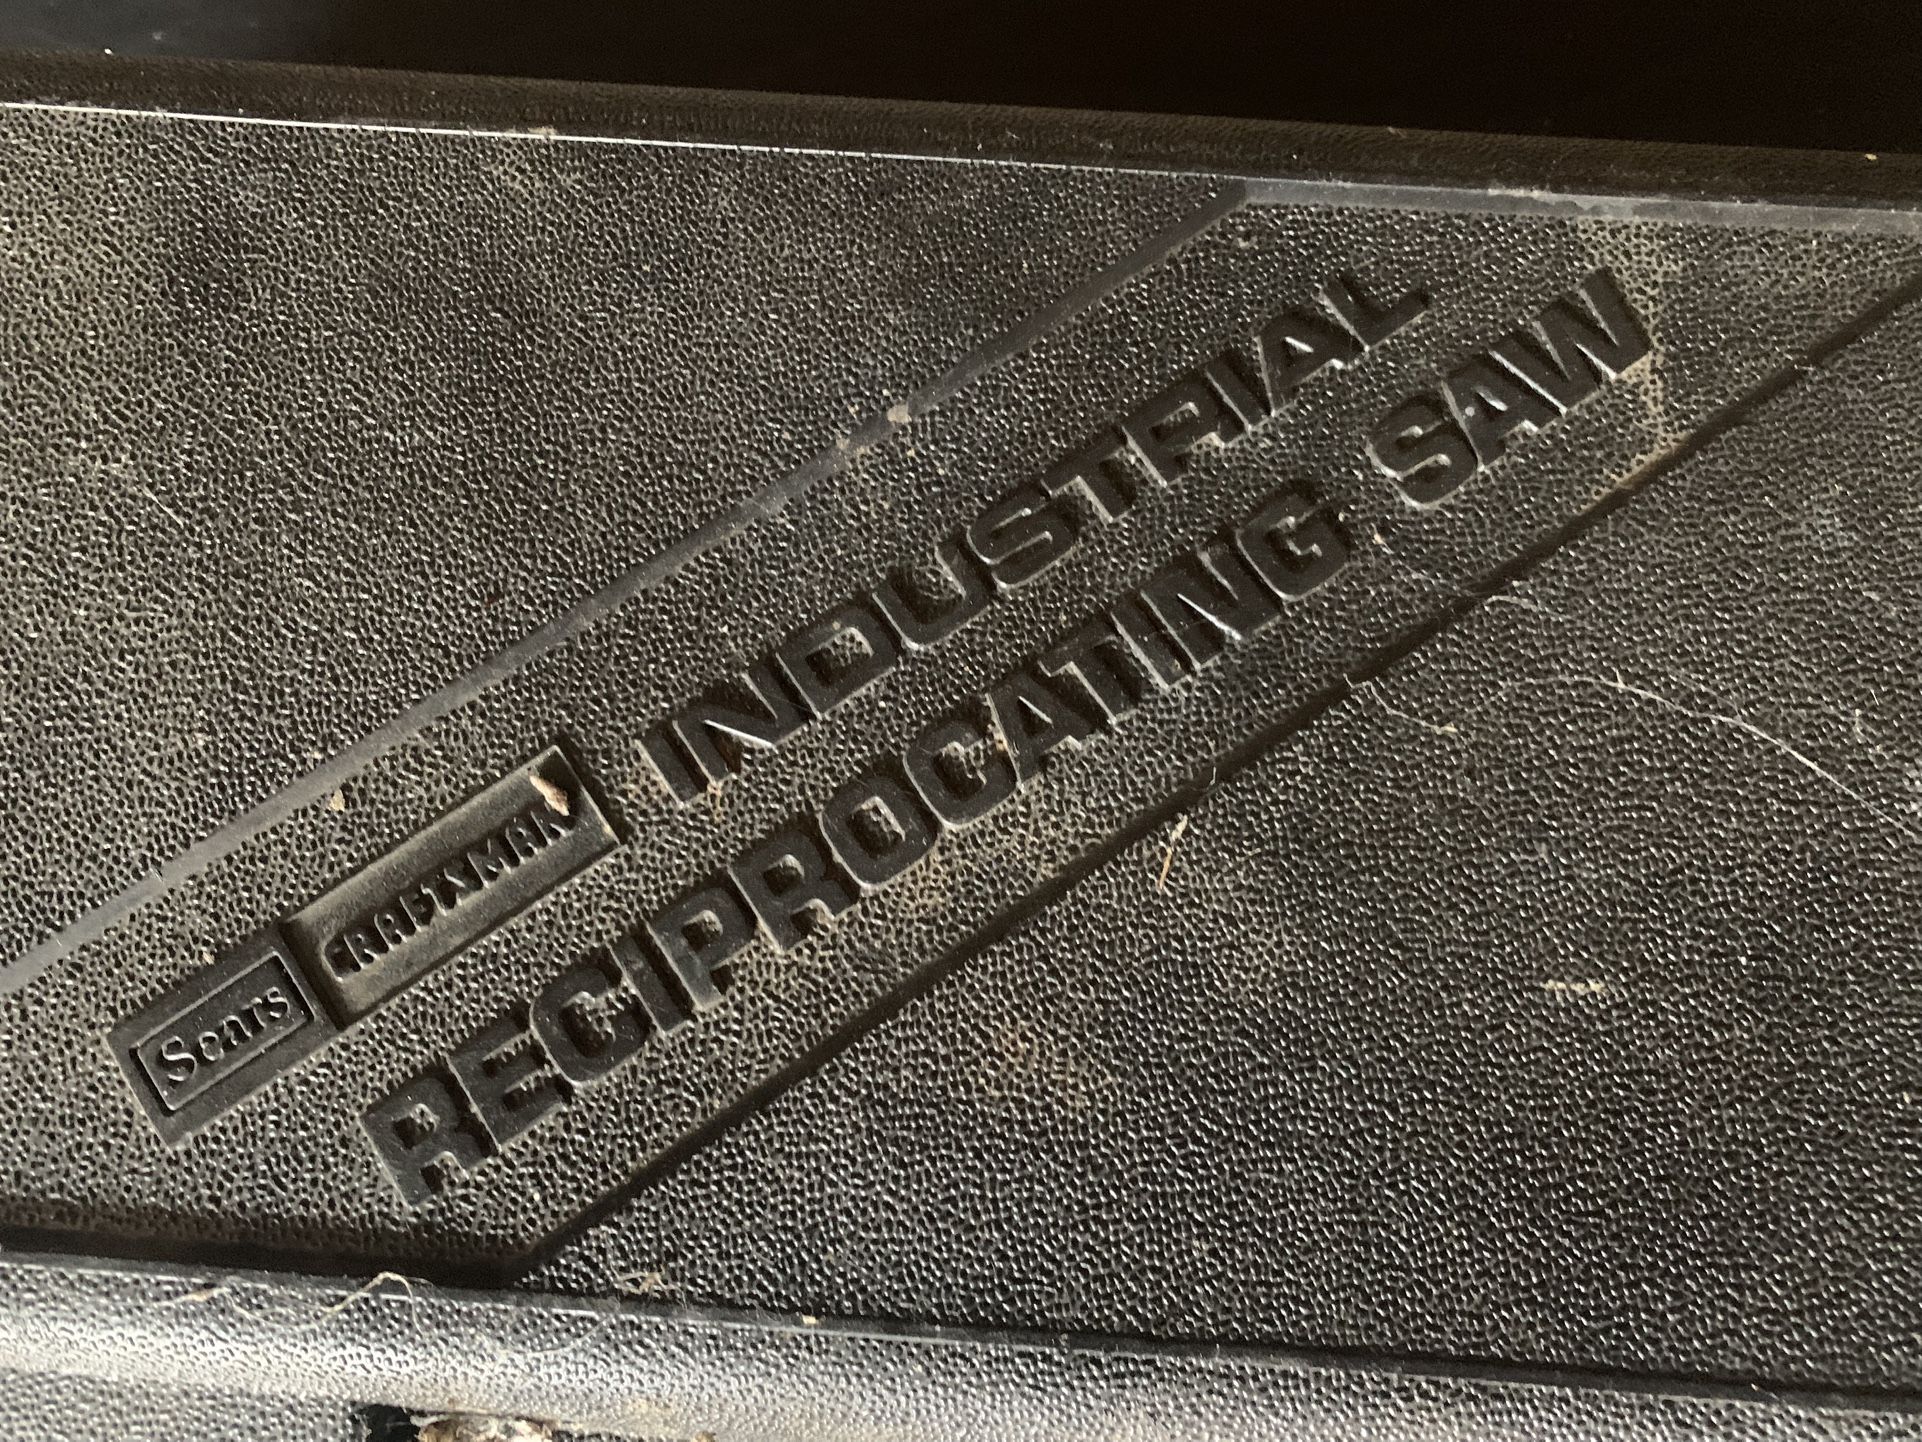 Sears CRAFTSMAN INDUSTRIAL
RECIPROCATING SAW